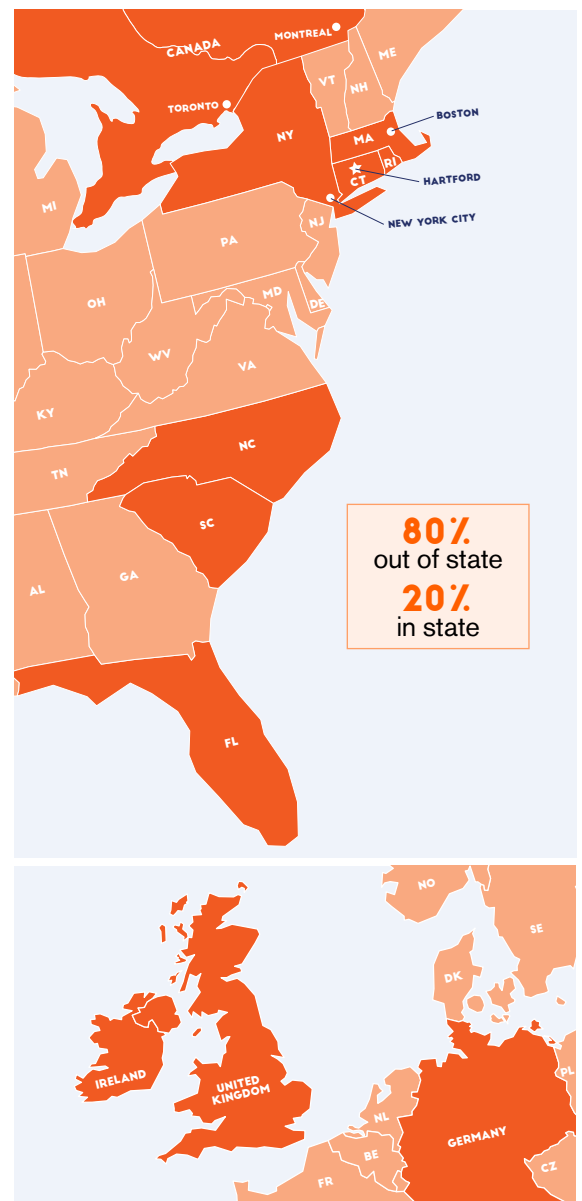 MONTREAL
CANADA
ME
VT
NH
TORONTO
BOSTON
NY
MA
RI
CT
HARTFORD
MI
NEW YORK CITY
NJ
PA
MD
OH
DE
WV
VA
KY
NC
TN
SC
80%
out of state
GA
AL
20%
in state
FL
NO
SE
DK
IRELAND
UNITED
KINGDOM
PL
NL
GERMANY
BE
CZ
FR